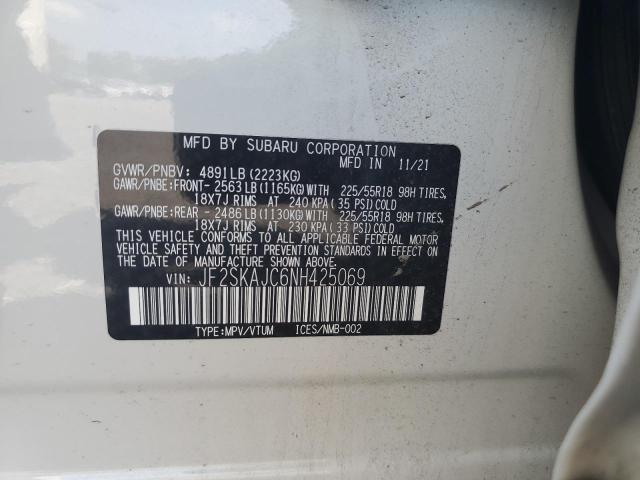 MFD BY SUBARU CORPORATION
MFD IN 11/21
GVWR/PNBV: 4891LB(2223KG)
GAWR/PNBE:FRONT- 2563LB(1165KG)WITH 225/55R18 98H TIRES,
18X7J RIMS AT 240 KPA(35 PSI)COLD
GAWR/PNBE:REAR - 2486LB(1130KG)WITH 225/55R18 98H TIRES,
18X7J RIMS AT 230 KPA(33 PSI)COLD
THIS VEHICLE CONFORMS TO ALL APPLICABLE FEDERAL MOTOR
VEHICLE SAFETY AND THEFT PREVENTION STANDARDS IN EFFECT ON
THE DATE OF MANUFACTURE SHOWN ABOVE.
VIN: JF2SKAJC6NH425069
TYPE:MPV/VTUM ICES/NMB-002